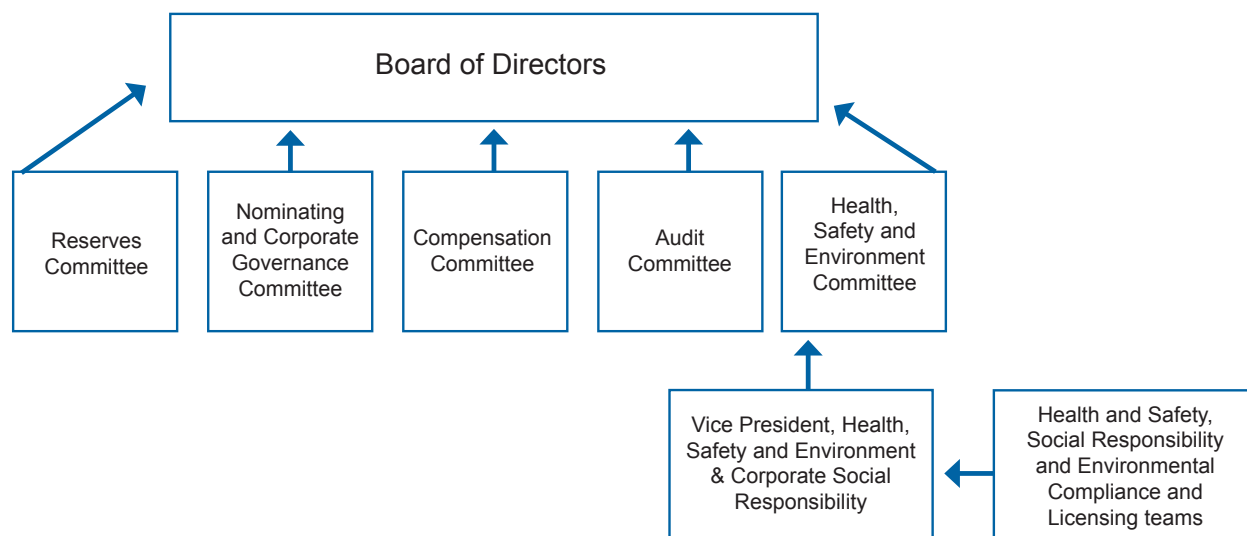 Board of Directors
Reserves
Committee
Nominating
and Corporate
Governance
Committee
Compensation
Committee
Audit
Committee
Health,
Safety and
Environment
Committee
Vice President, Health,
Safety and Environment
& Corporate Social
Responsibility
Health and Safety,
Social Responsibility
and Environmental
Compliance and
Licensing teams